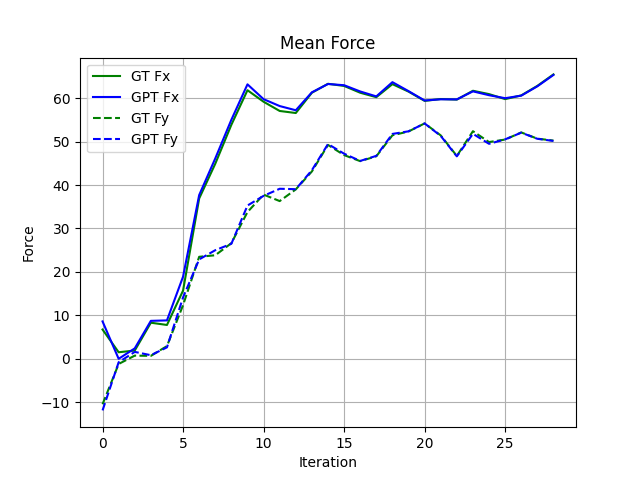 Mean Force
GT Fx
GPT Fx
GT Fy
GPT Fy
Force
60
50
40
30
20
10
0
−10
0 5 10 15 20 25
Iteration